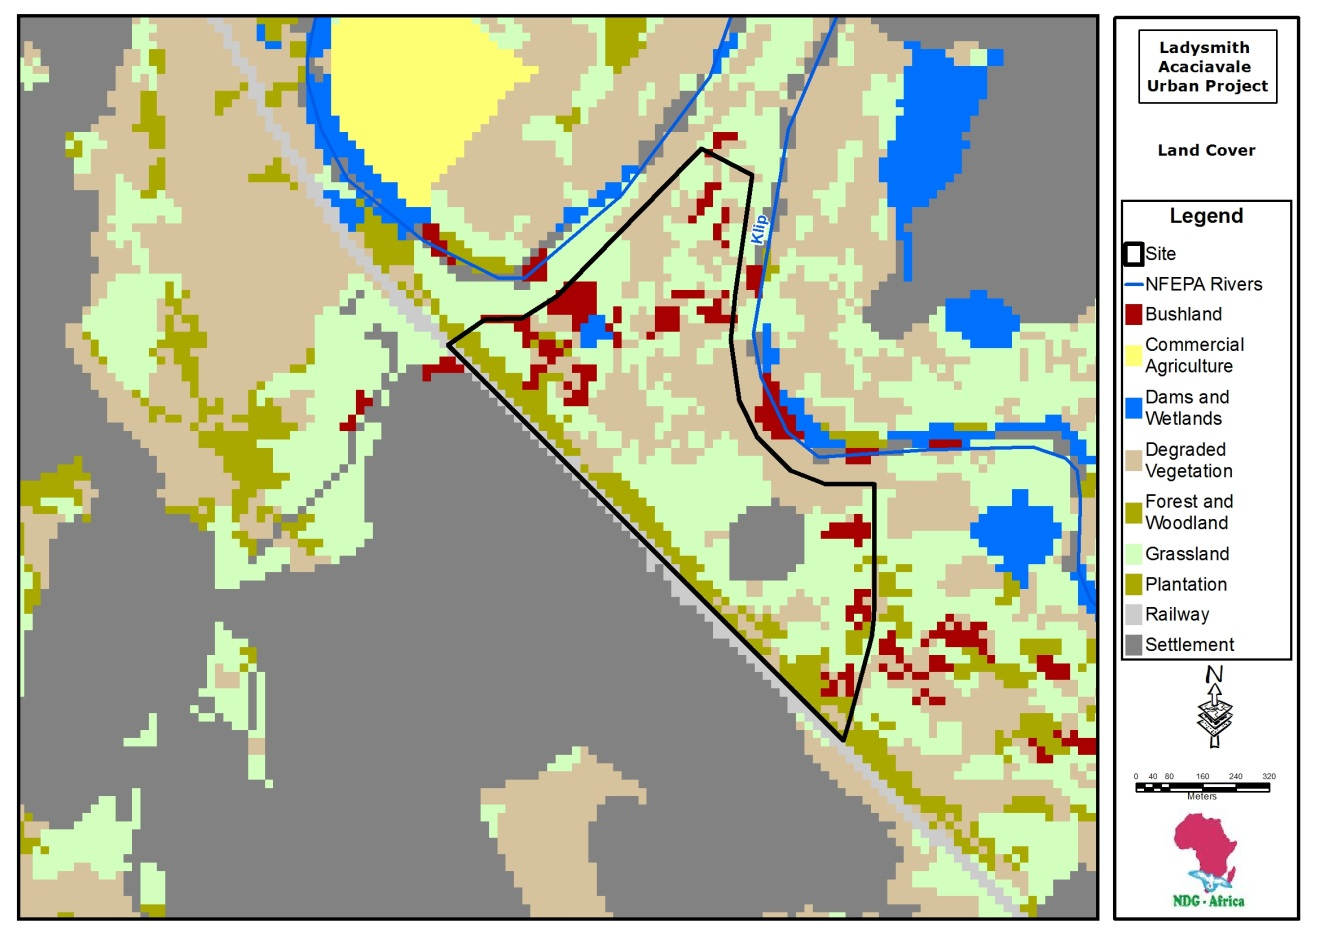 Ladysmith
Acaciavale
Urban Project
Land Cover
Legend
Site
NFEPA Rivers
Bushland
Commercial
Agriculture
Dams and
Wetlands
Degraded
Vegetation
Forest and
Woodland
Grassland
Plantation
Railway
Settlement
N
0 40 80 160 240 320
Meters
NDG - Africa
Klip